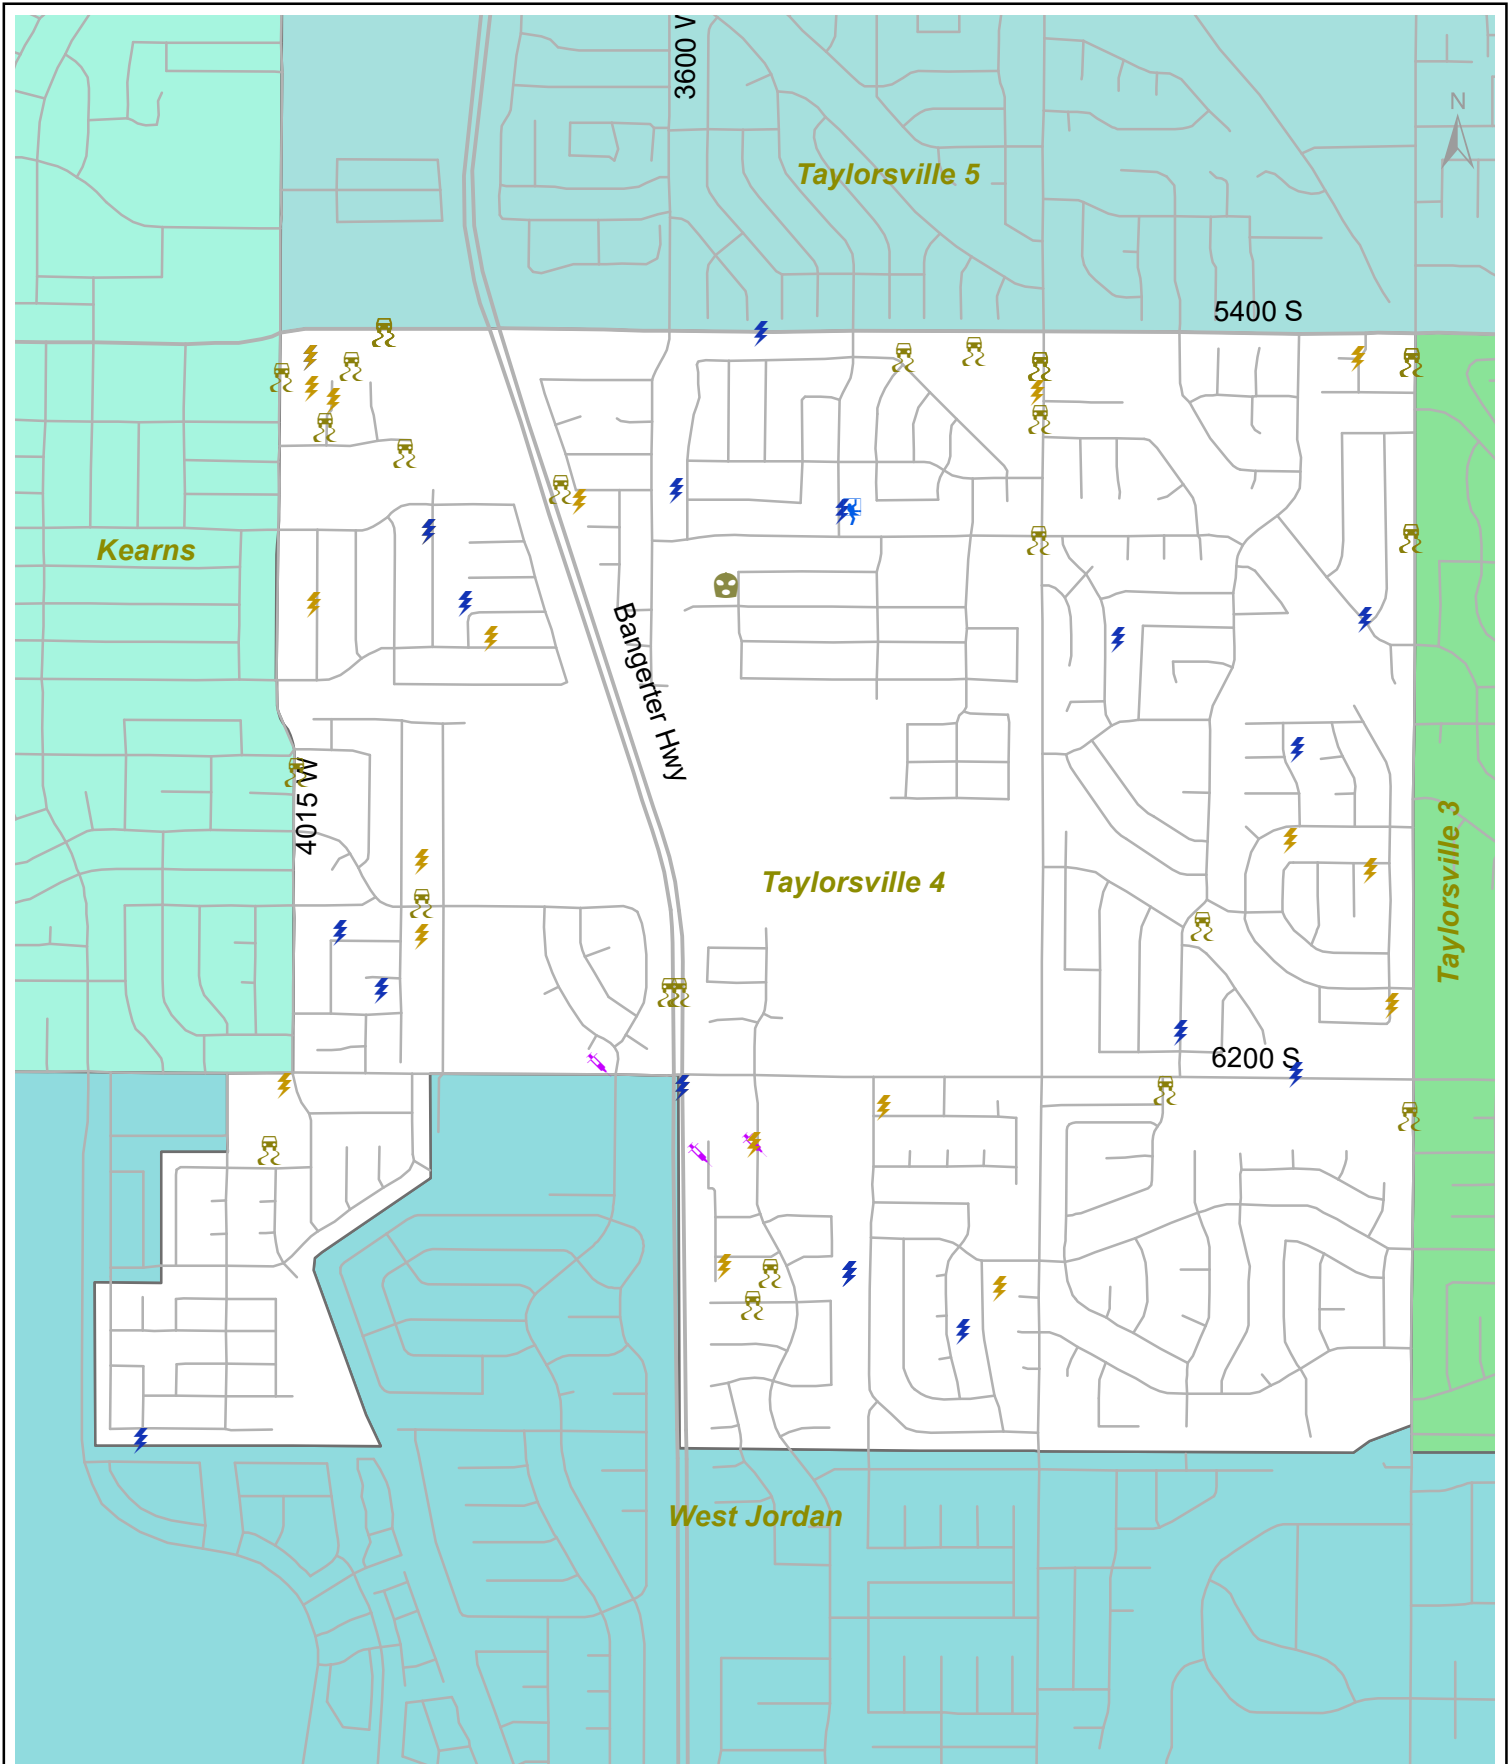 3600 W
N
Taylorsville 5
5400 S
Kearns
Bangerter Hwy
4015 W
Taylorsville 4
Taylorsville 3
6200 S
West Jordan